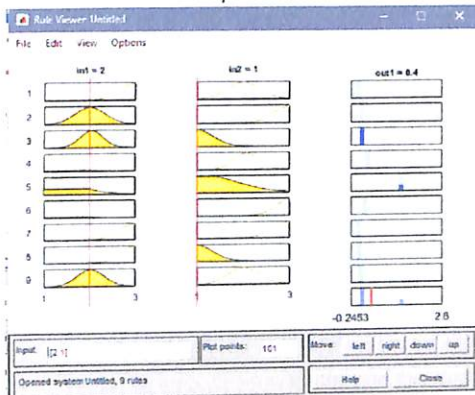 Rule Viewer: Untitled
File Edit View Options
in1 = 2 in2 = 1 out1 = 0.4
1
2
3
4
5
6
7
8
9
1 3 1 3
-0.2453 2.6
Input: [2 1] Plot points: 101 Move: left right down up
Opened system Untitled, 9 rules Help Close